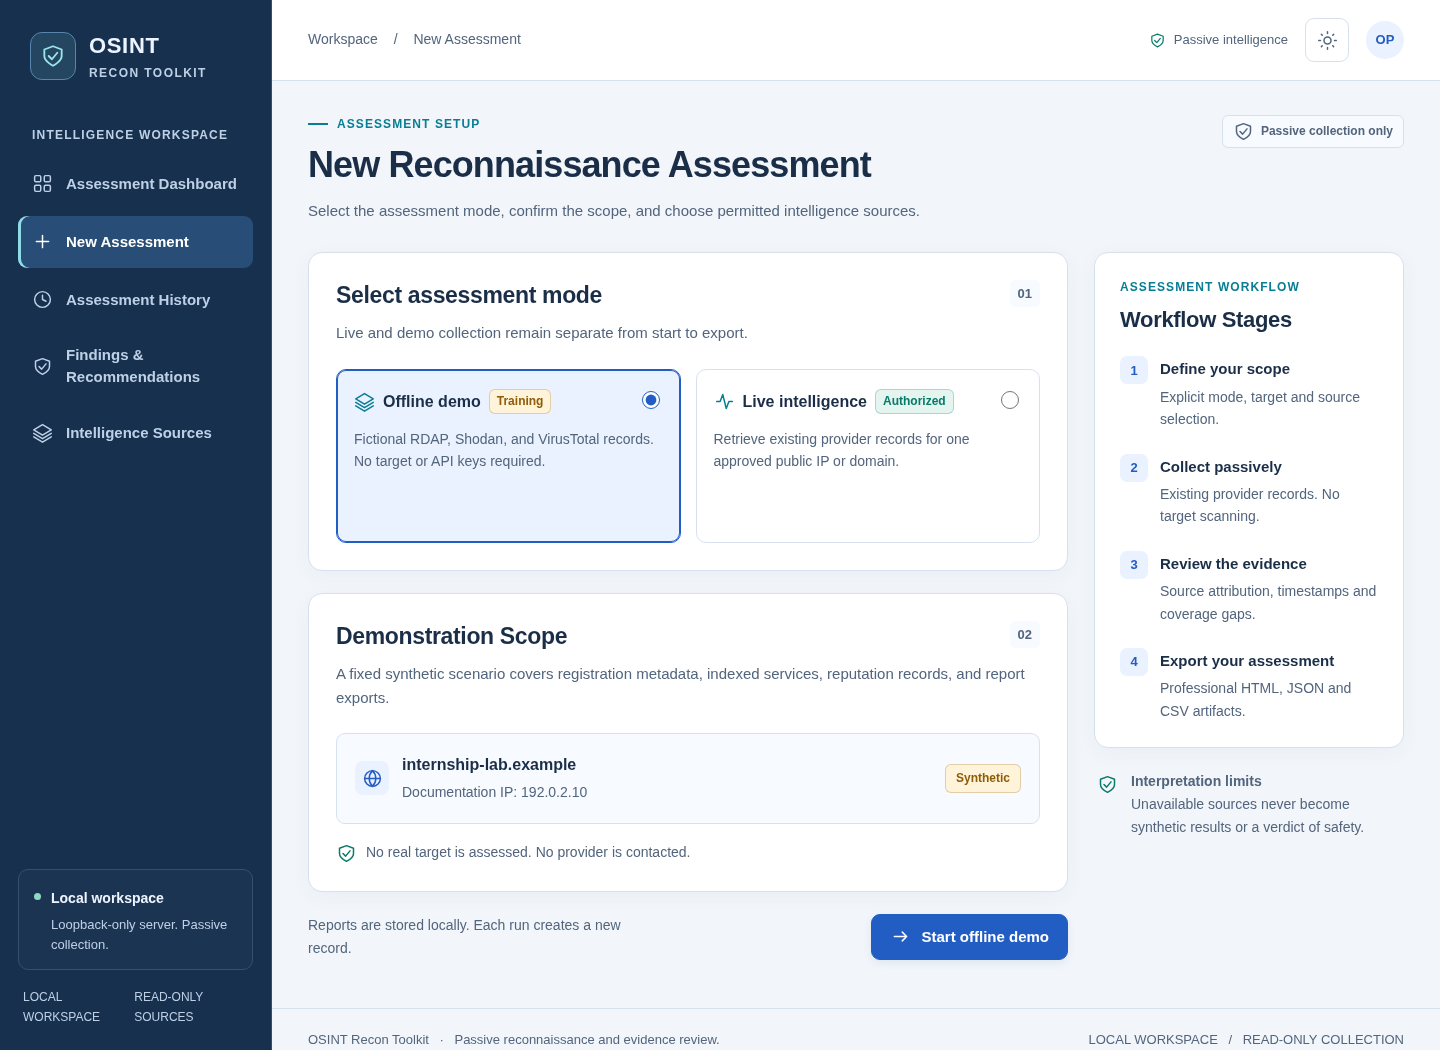 OSINT
RECON TOOLKIT
INTELLIGENCE WORKSPACE
Assessment Dashboard
New Assessment
Assessment History
Findings &
Recommendations
Intelligence Sources
Local workspace
Loopback-only server. Passive
collection.
LOCAL
WORKSPACE
READ-ONLY
SOURCES
Workspace / New Assessment
Passive intelligence
OP
ASSESSMENT SETUP
New Reconnaissance Assessment
Select the assessment mode, confirm the scope, and choose permitted intelligence sources.
Passive collection only
Select assessment mode
01
Live and demo collection remain separate from start to export.
Offline demo Training
Fictional RDAP, Shodan, and VirusTotal records.
No target or API keys required.
Live intelligence Authorized
Retrieve existing provider records for one
approved public IP or domain.
Demonstration Scope
02
A fixed synthetic scenario covers registration metadata, indexed services, reputation records, and report
exports.
internship-lab.example
Documentation IP: 192.0.2.10
Synthetic
No real target is assessed. No provider is contacted.
Reports are stored locally. Each run creates a new
record.
Start offline demo
ASSESSMENT WORKFLOW
Workflow Stages
1 Define your scope
Explicit mode, target and source
selection.
2 Collect passively
Existing provider records. No
target scanning.
3 Review the evidence
Source attribution, timestamps and
coverage gaps.
4 Export your assessment
Professional HTML, JSON and
CSV artifacts.
Interpretation limits
Unavailable sources never become
synthetic results or a verdict of safety.
OSINT Recon Toolkit · Passive reconnaissance and evidence review.
LOCAL WORKSPACE / READ-ONLY COLLECTION